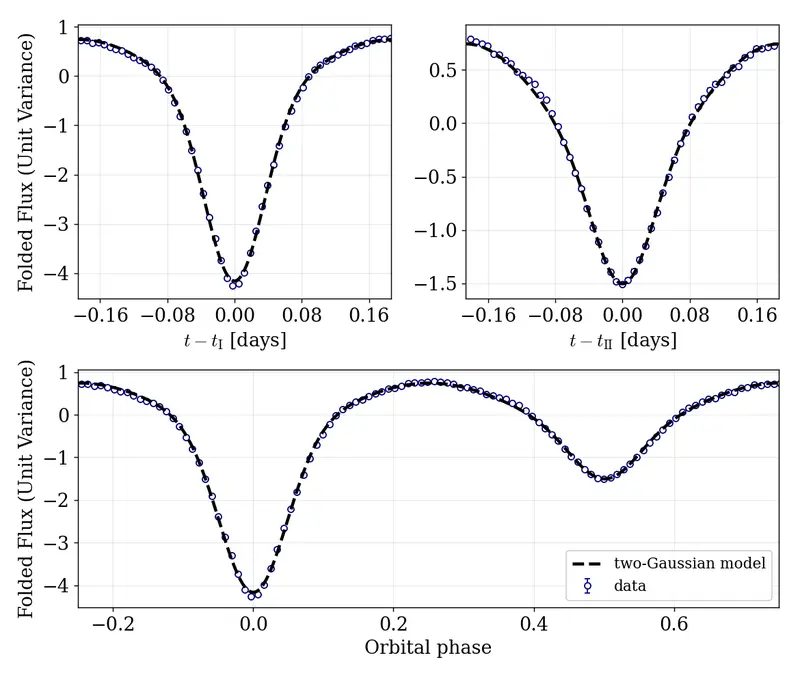 Folded Flux (Unit Variance)
1
0
−1
−2
−3
−4
−0.16 −0.08 0.00 0.08 0.16
t − tI [days]
0.5
0.0
−0.5
−1.0
−1.5
−0.16 −0.08 0.00 0.08 0.16
t − tII [days]
Folded Flux (Unit Variance)
1
0
−1
−2
−3
−4
−0.2 0.0 0.2 0.4 0.6
Orbital phase
two-Gaussian model
data